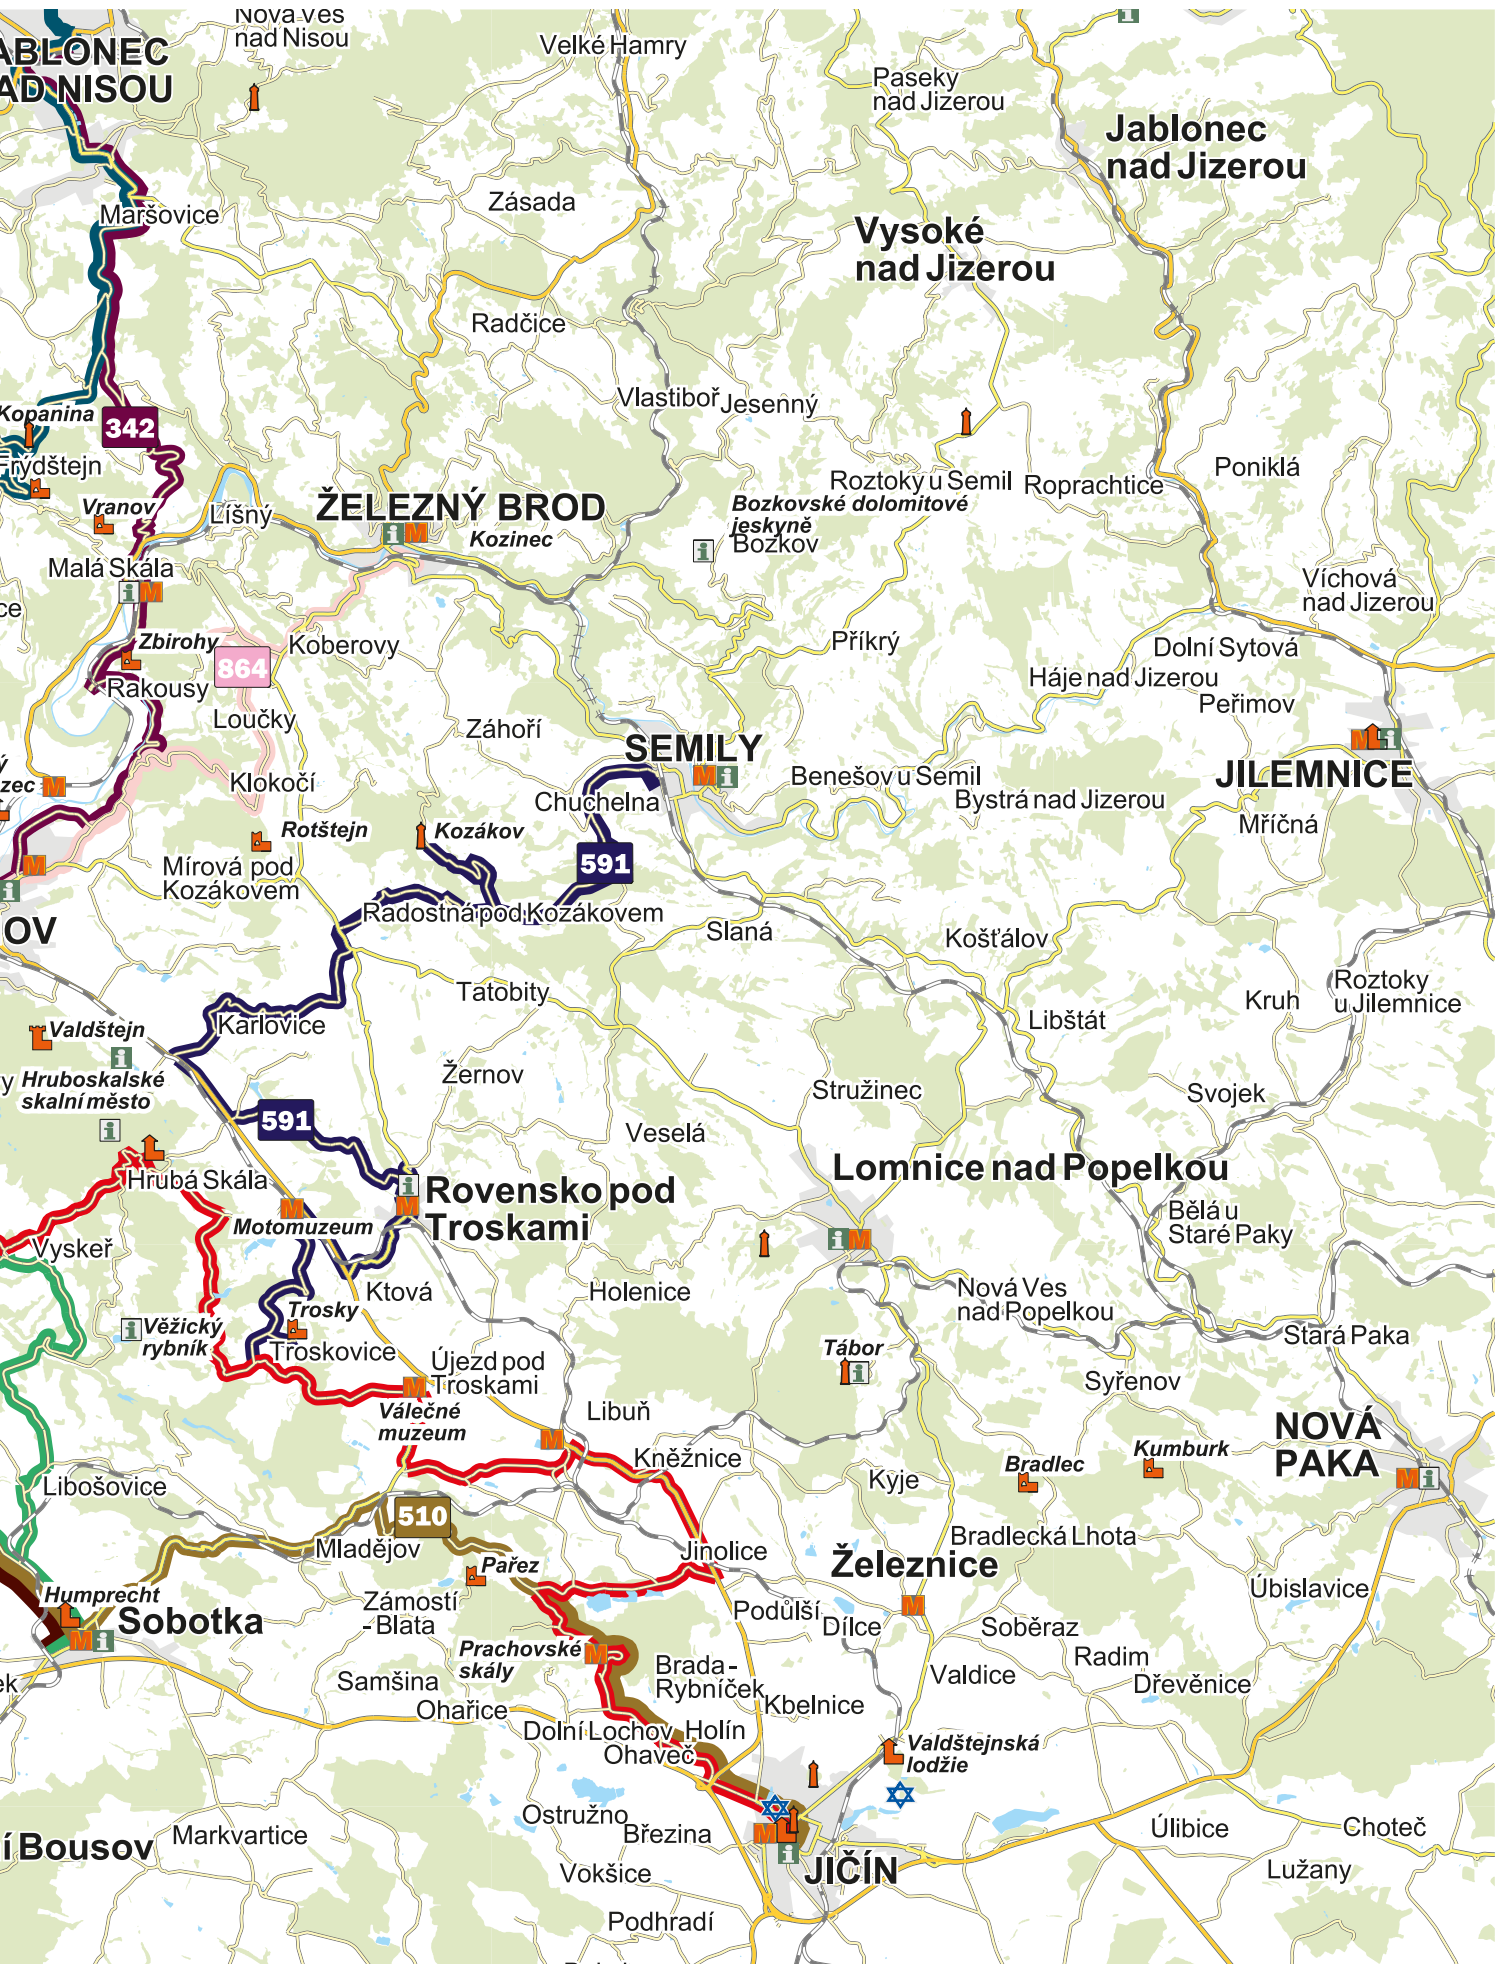 Nová Ves
nad Nisou
Velké Hamry
ABLONEC
AD NISOU
Paseky
nad Jizerou
Jablonec
nad Jizerou
Maršovice
Zásada
Vysoké
nad Jizerou
Radčice
Vlastiboř
Jesenný
Kopanina
342
Frýdštejn
Vranov
Líšný
ŽELEZNÝ BROD
Kozinec
Roztoky u Semil
Roprachtice
Poniklá
Bozkovské dolomitové
jeskyně
Bozkov
Malá Skála
Víchová
nad Jizerou
ce
Zbirohy
Koberovy
Příkrý
Dolní Sytová
864
Rakousy
Háje nad Jizerou
Peřimov
Loučky
Záhoří
SEMILY
ý
zec
Klokočí
Chuchelna
Benešov u Semil
Bystrá nad Jizerou
JILEMNICE
Mříčná
Rotštejn
Kozákov
591
Mírová pod
Kozákovem
Radostná pod Kozákovem
OV
Slaná
Košťálov
Tatobity
Kruh
Roztoky
u Jilemnice
Karlovice
Libštát
Valdštejn
y
Hruboskalské
skalní město
Žernov
Stružinec
Svojek
591
Veselá
Hrubá Skála
Lomnice nad Popelkou
Rovensko pod
Troskami
Motomuzeum
Bělá u
Staré Paky
Vyskeř
Ktová
Holenice
Nová Ves
nad Popelkou
Trosky
Věžický
rybník
Troskovice
Stará Paka
Tábor
Újezd pod
Troskami
Syřenov
Válečné
muzeum
Libuň
NOVÁ
PAKA
Kněžnice
Kumburk
Bradlec
Kyje
Libošovice
510
Mladějov
Jinolice
Bradlecká Lhota
Železnice
Pařez
Humprecht
Sobotka
Zámostí
- Blata
Podůlší
Dílce
Soběraz
Úbislavice
Prachovské
skály
Brada -
Rybníček
Radim
Dřevěnice
Valdice
ek
Samšina
Ohařice
Kbelnice
Dolní Lochov
Holín
Ohaveč
Valdštejnská
lodžie
Ostružno
Březina
í Bousov
Markvartice
Úlibice
Choteč
Vokšice
JIČÍN
Lužany
Podhradí